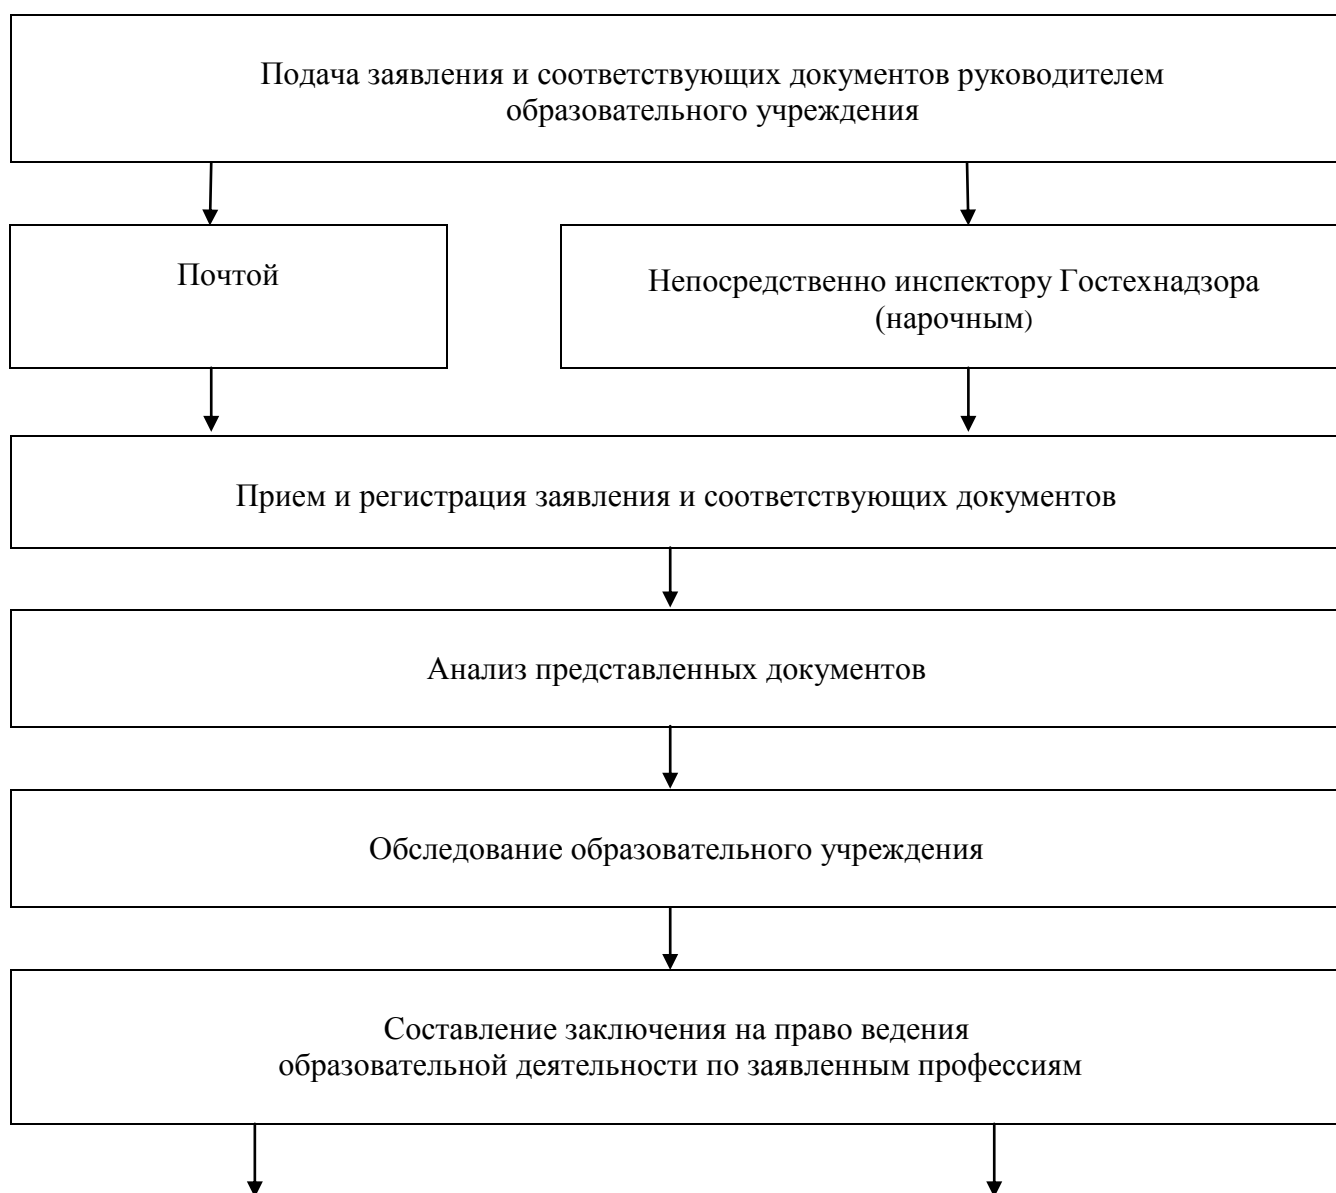 Подача заявления и соответствующих документов руководителем
образовательного учреждения
Почтой
Непосредственно инспектору Гостехнадзора
(нарочным)
Прием и регистрация заявления и соответствующих документов
Анализ представленных документов
Обследование образовательного учреждения
Составление заключения на право ведения
образовательной деятельности по заявленным профессиям